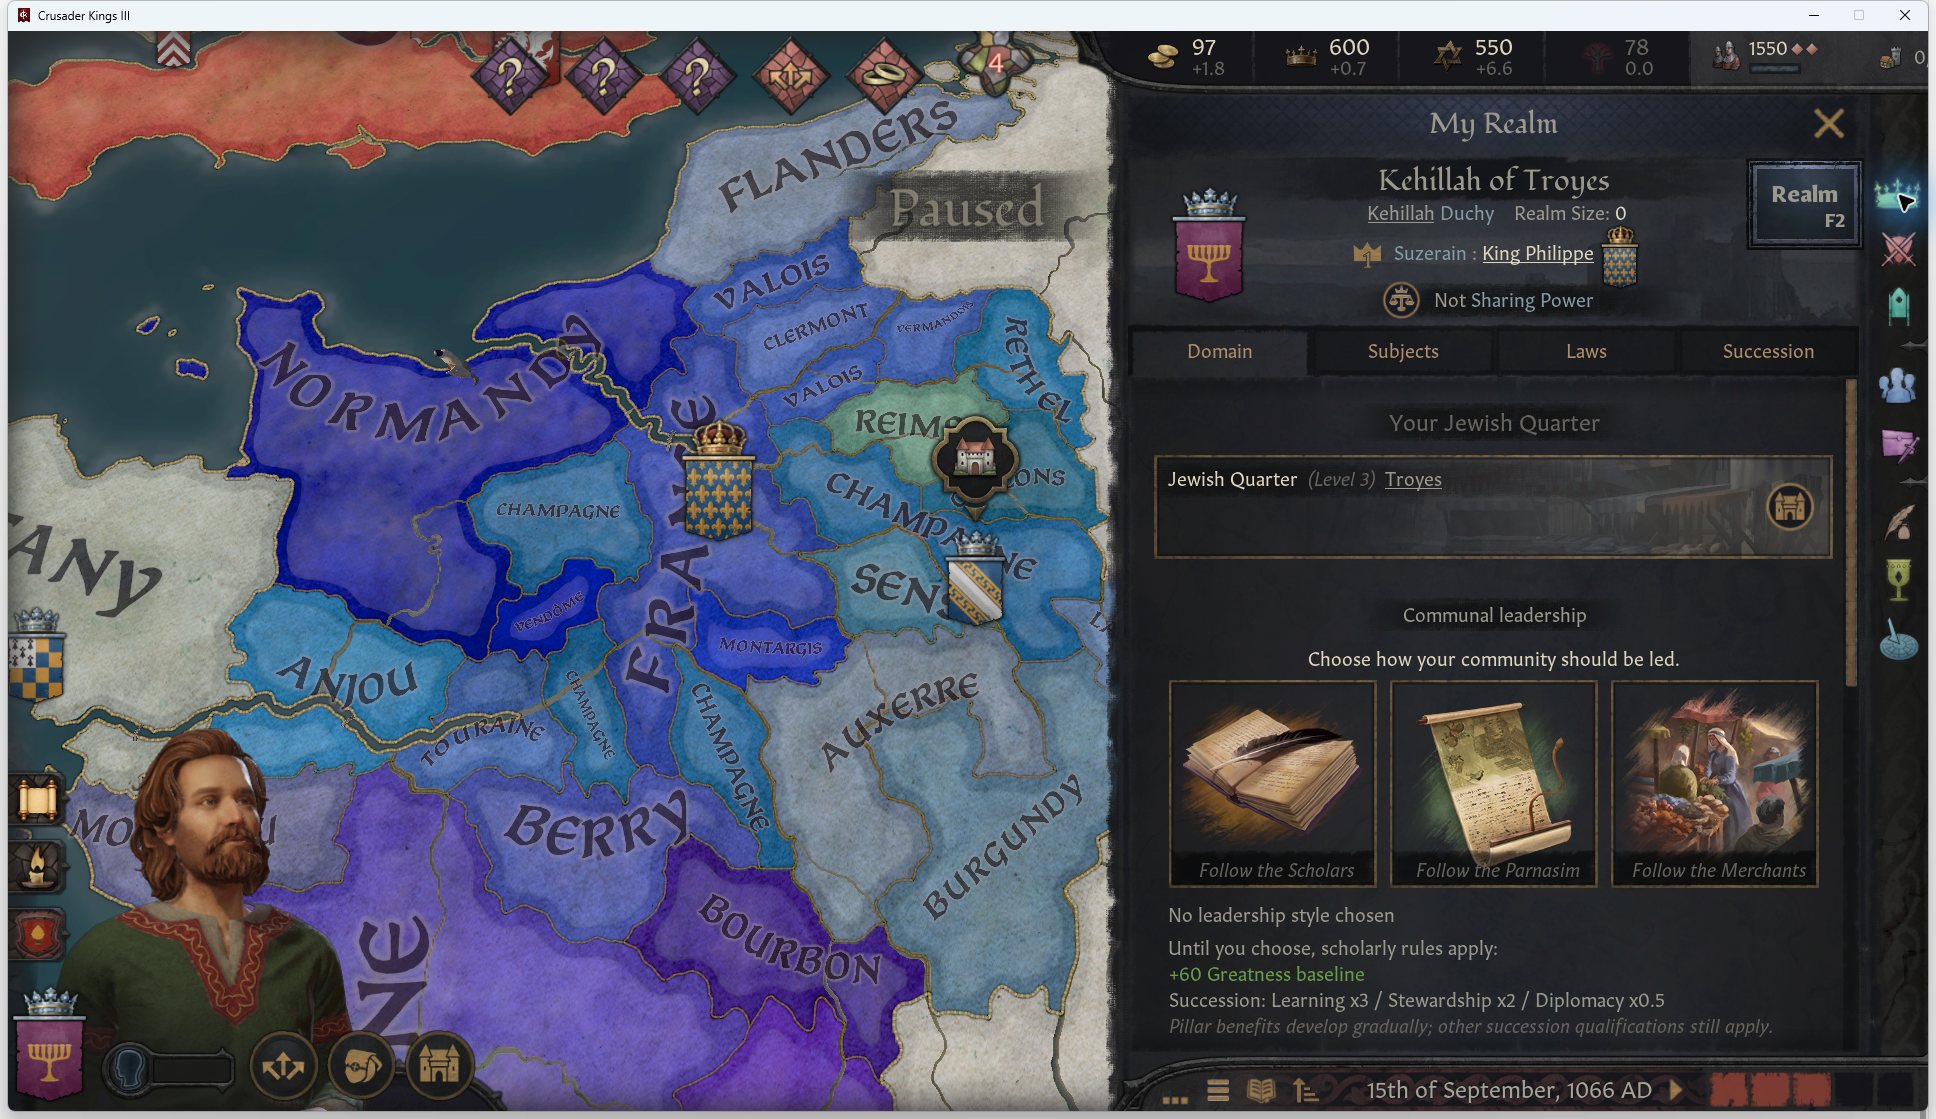 Crusader Kings III
97
+1.8
600
+0.7
550
+6.6
78
0.0
1550
0
4
My Realm
Kehillah of Troyes
Kehillah Duchy Realm Size: 0
Suzerain : King Philippe
Not Sharing Power
Realm
F2
Domain
Subjects
Laws
Succession
Your Jewish Quarter
Jewish Quarter (Level 3) Troyes
Communal leadership
Choose how your community should be led.
Follow the Scholars
Follow the Parnasim
Follow the Merchants
No leadership style chosen
Until you choose, scholarly rules apply:
+60 Greatness baseline
Succession: Learning x3 / Stewardship x2 / Diplomacy x0.5
Pillar benefits develop gradually; other succession qualifications still apply.
15th of September, 1066 AD
Paused
FLANDERS
VALOIS
CLERMONT
VERMANDOIS
RETHEL
VALOIS
NORMANDY
FRANCE
CHAMPAGNE
CHAMPAGNE
SENS
VENDÔME
MONTARGIS
ANJOU
TOURAINE
CHAMPAGNE
CHAMPAGNE
AUXERRE
BERRY
BURGUNDY
BOURBON